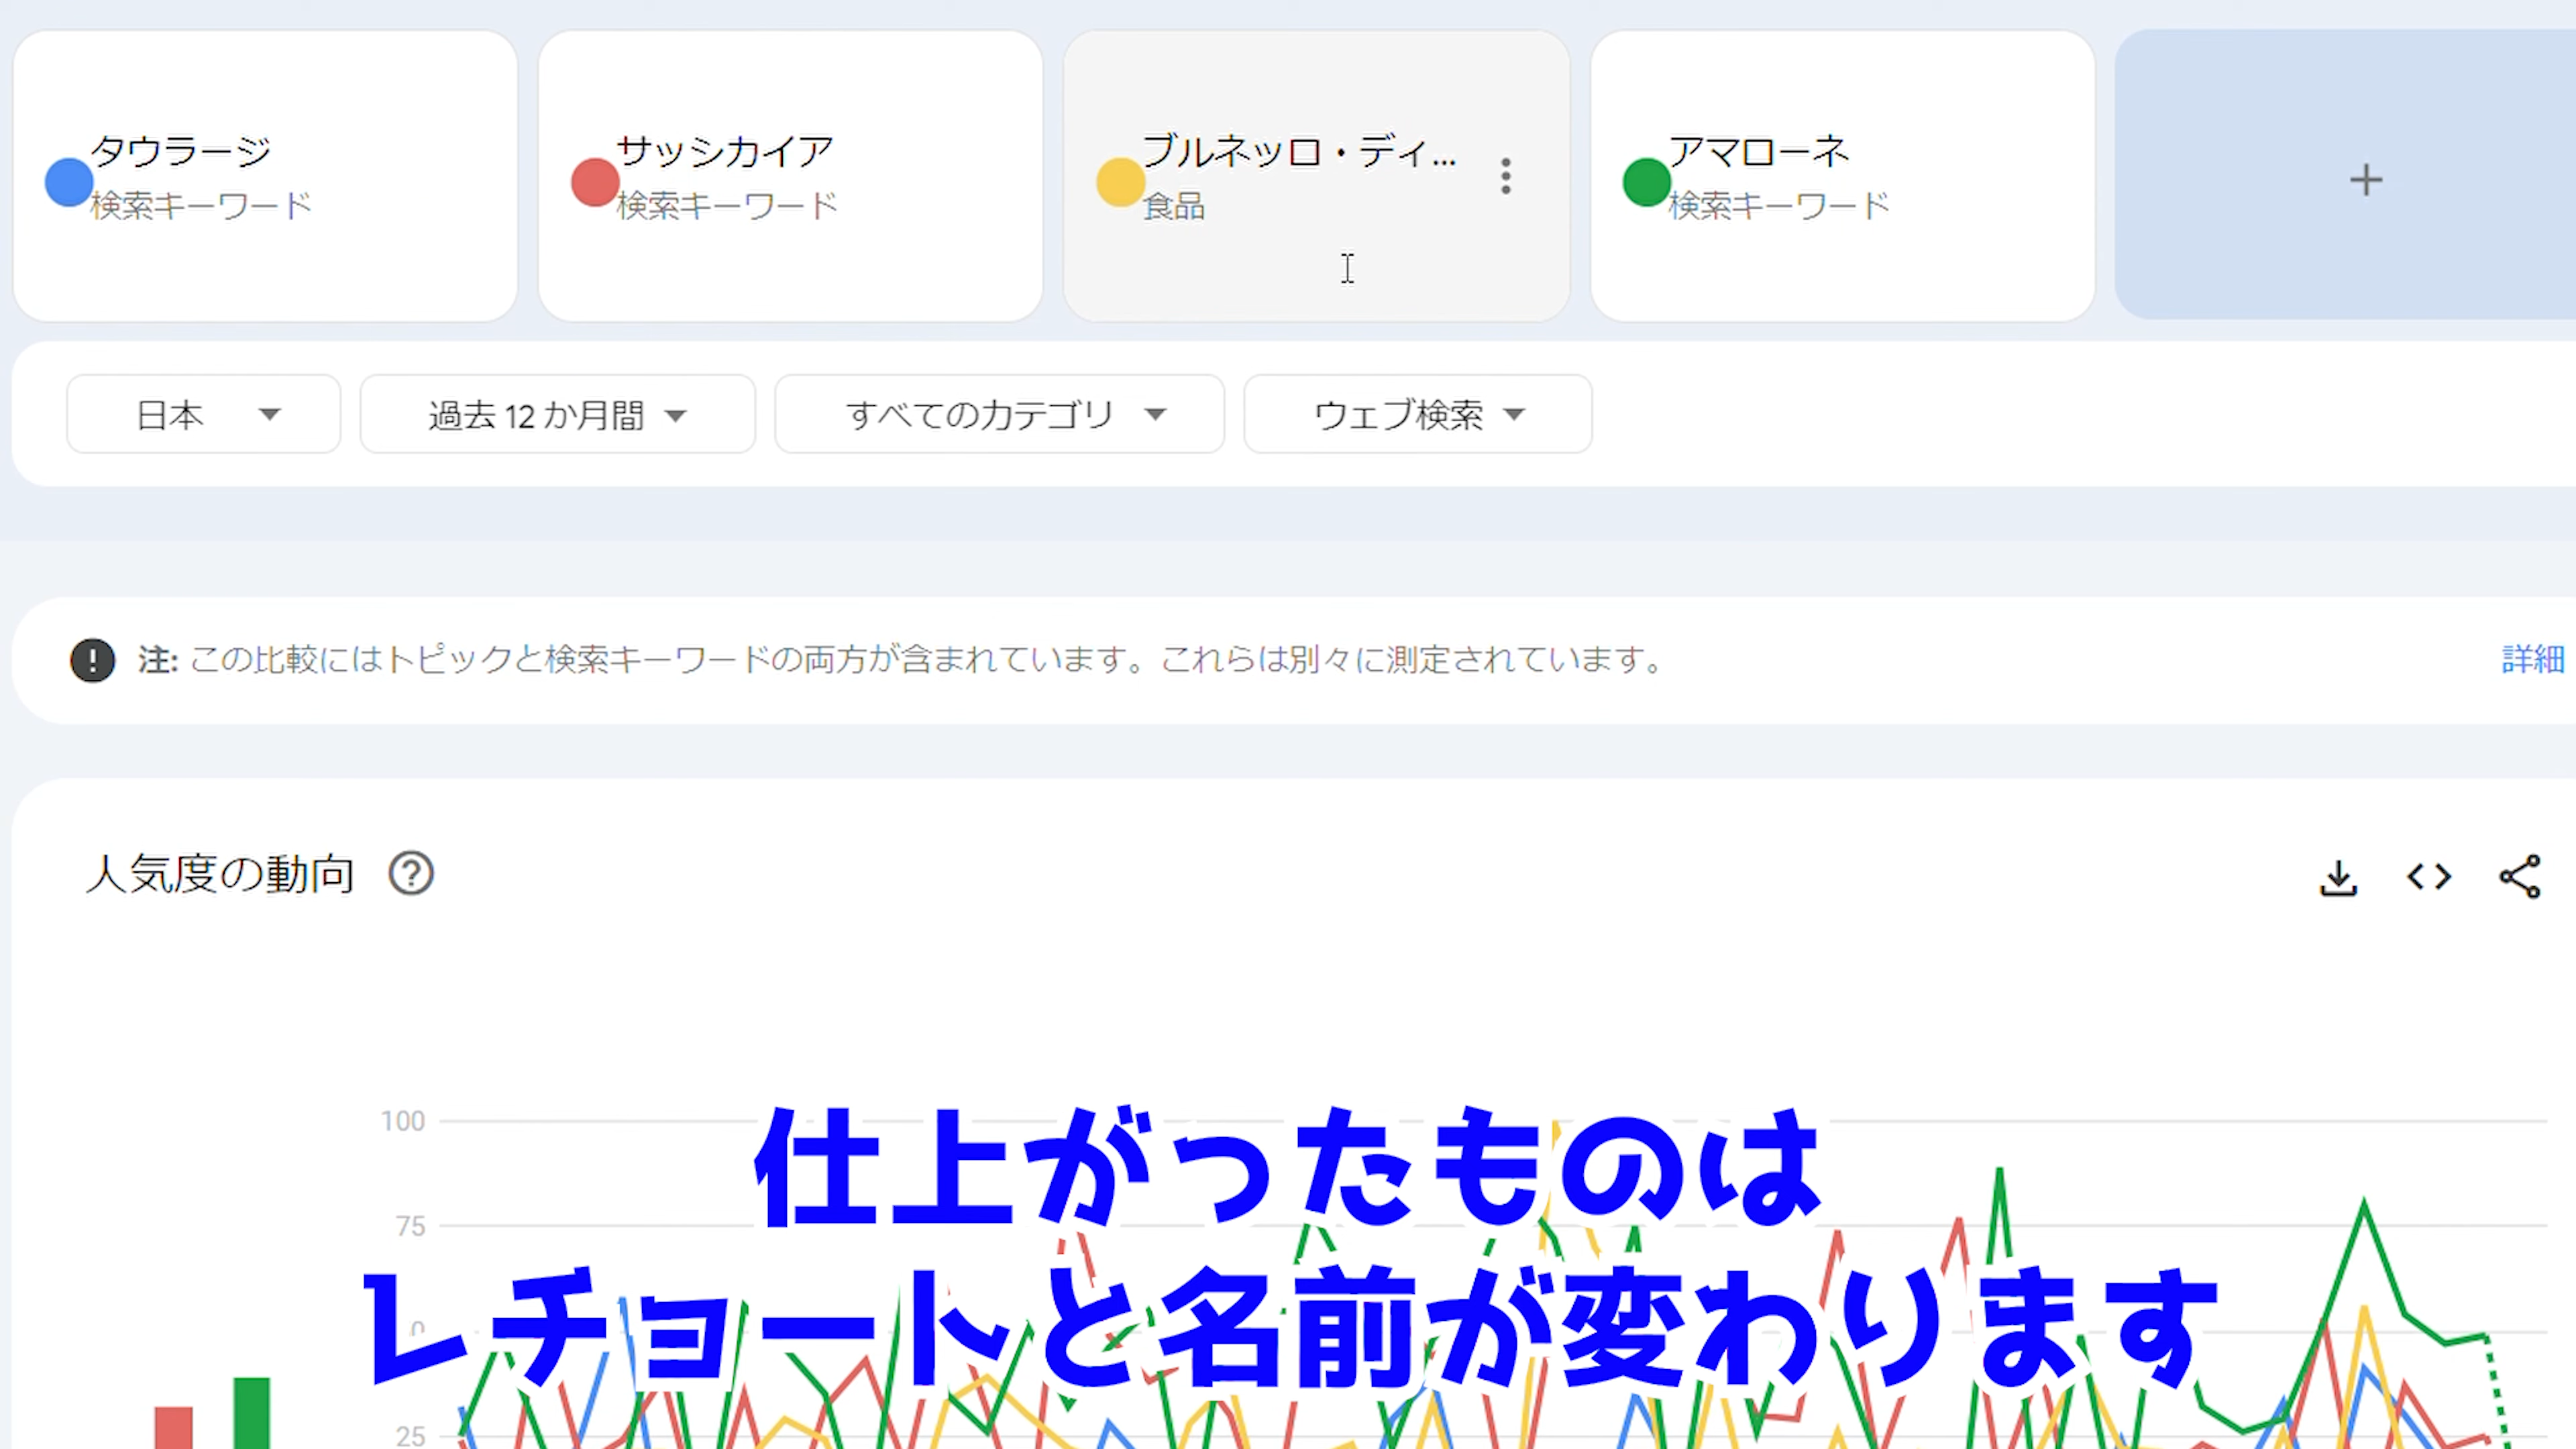 タウラージ
検索キーワード
サッシカイア
検索キーワード
ブルネッロ・ディ...
食品
アマローネ
検索キーワード
+
日本
過去 12 か月間
すべてのカテゴリ
ウェブ検索
注: この比較にはトピックと検索キーワードの両方が含まれています。これらは別々に測定されています。
詳細
人気度の動向
100
75
25
仕上がったものは
レチョートと名前が変わります